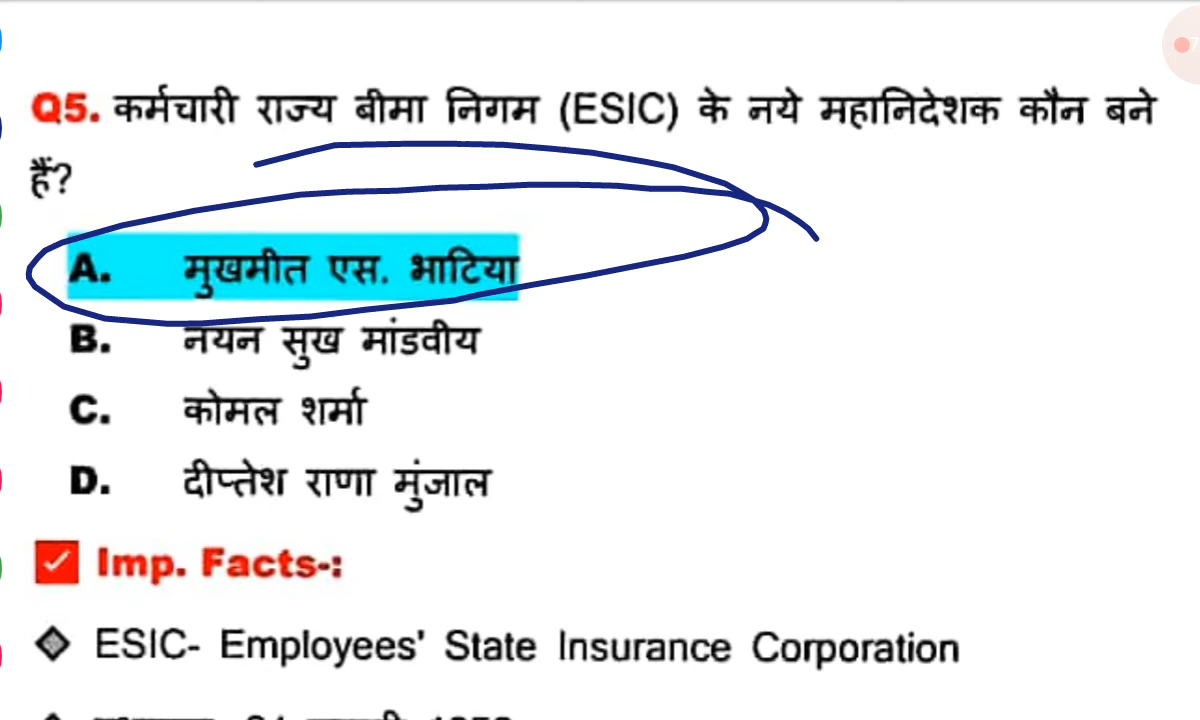 Q5. कर्मचारी राज्य बीमा निगम (ESIC) के नये महानिदेशक कौन बने
हैं?
A. मुखमीत एस. भाटिया
B. नयन सुख मांडवीय
C. कोमल शर्मा
D. दीप्तेश राणा मुंजाल
Imp. Facts-:
ESIC- Employees' State Insurance Corporation